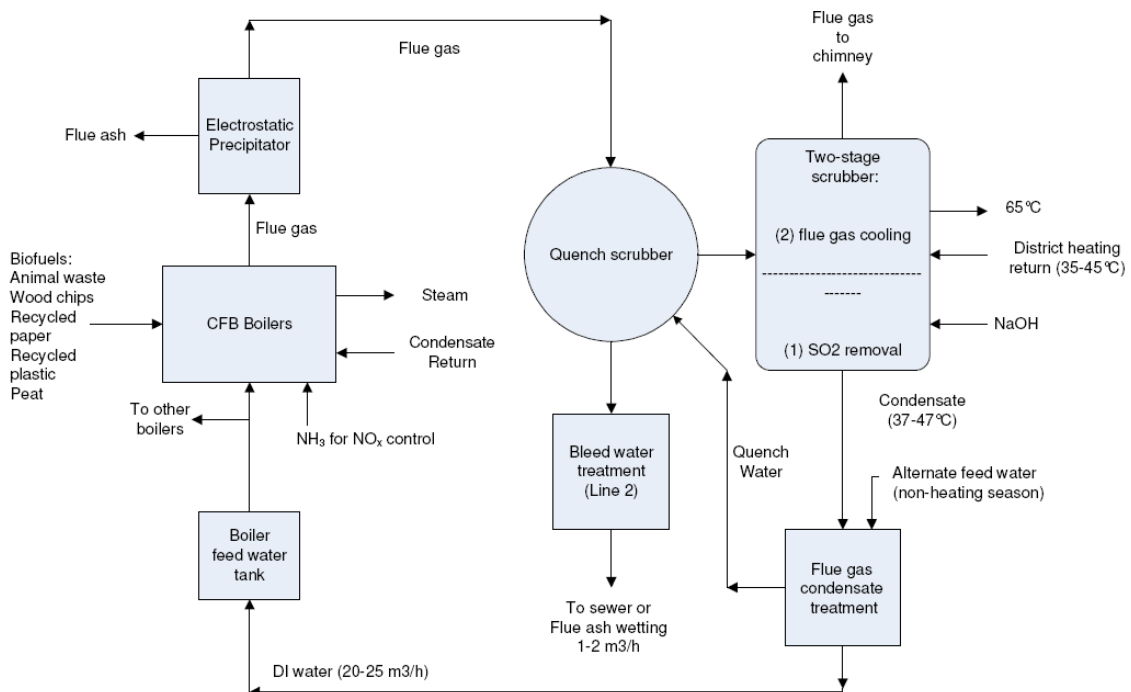 Flue gas
to
chimney
Flue gas
Flue ash
Electrostatic
Precipitator
Two-stage
scrubber:
65°C
(2) flue gas cooling
District heating
return (35-45°C)
-------------------------------
-------
NaOH
(1) SO2 removal
Quench scrubber
Flue gas
Biofuels:
Animal waste
Wood chips
Recycled
paper
Recycled
plastic
Peat
CFB Boilers
Steam
Condensate
Return
To other
boilers
NH₃ for NOₓ control
Condensate
(37-47°C)
Bleed water
treatment
(Line 2)
Quench
Water
Alternate feed water
(non-heating season)
Boiler
feed water
tank
Flue gas
condensate
treatment
To sewer or
Flue ash wetting
1-2 m3/h
DI water (20-25 m3/h)